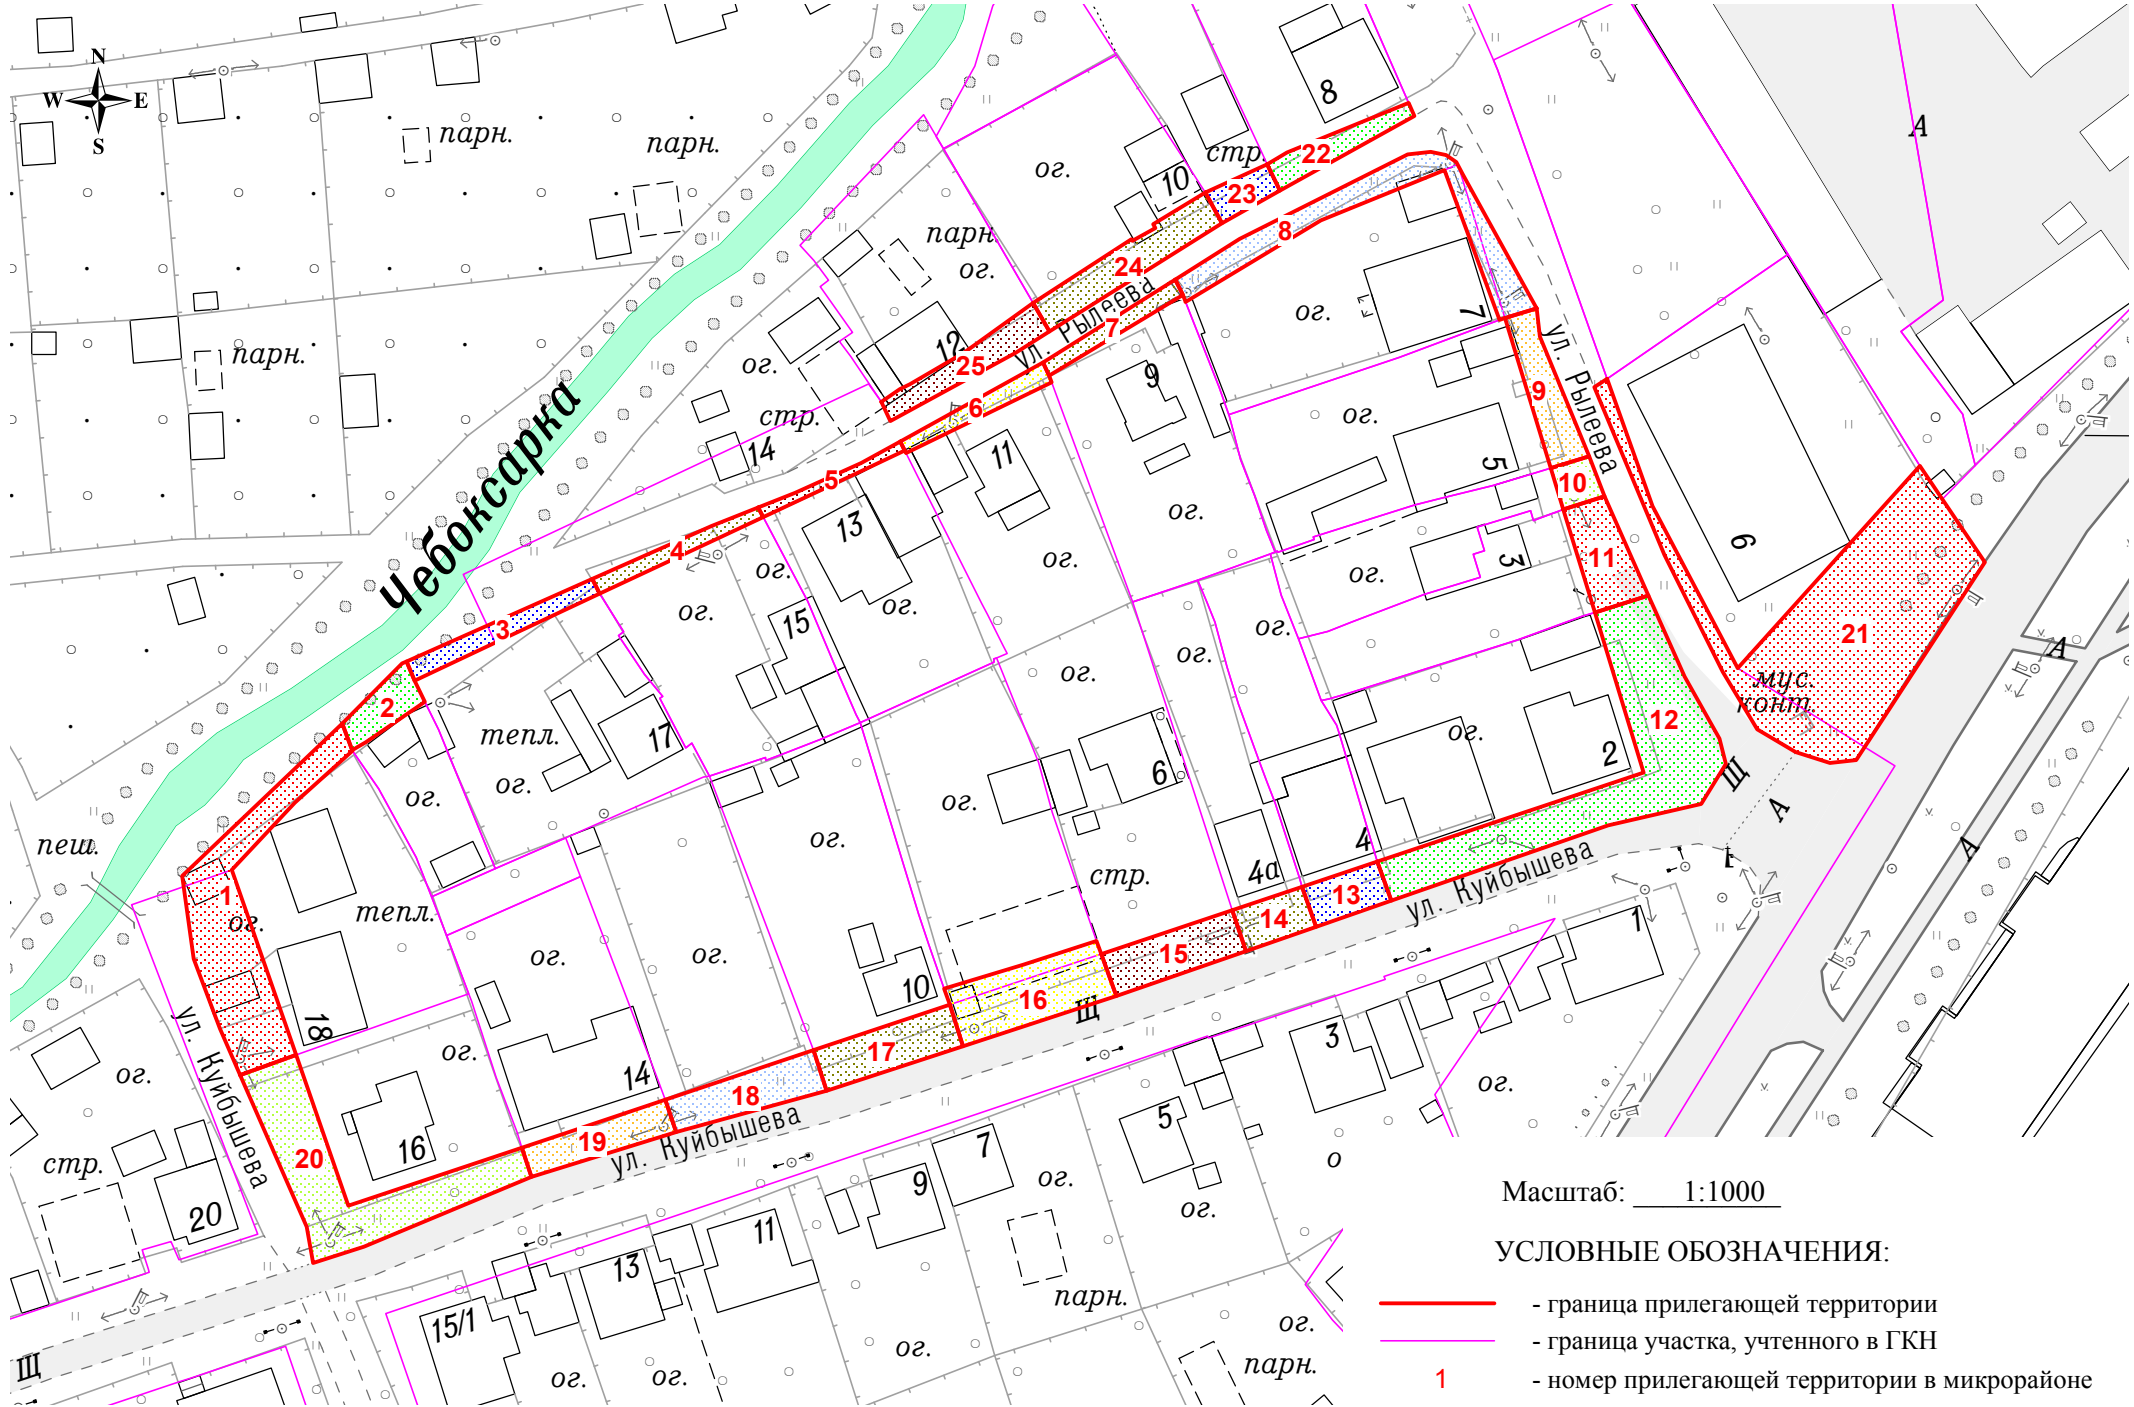 N
W E
S
парн.
парн.
8
А
стр.
22
ог.
10
23
парн.
ог.
8
24
парн.
ог.
7
ул. Рылеева
7
12
25
ог.
9
ул. Рылеева
9
6
стр.
ог.
14
11
5
5
10
Чебоксарка
13
ог.
6
4
ог.
3
11
ог.
ог.
ог.
ог.
15
ог.
3
21
ог.
ог.
А
мус.
конт.
2
12
тепл.
17
ог.
2
6
Щ
ог.
ог.
ог.
А
пеш.
ог.
4
А
стр.
4а
13
1
тепл.
ог.
14
ул. Куйбышева
1
ог.
ог.
15
10
16
Щ
18
ул. Куйбышева
ог.
17
3
ог.
14
18
ог.
5
19
ул. Куйбышева
16
20
7
о
стр.
9
ог.
20
ог.
11
13
парн.
15/1
ог.
ог.
парн.
Щ
ог.
ог.
Масштаб: 1:1000
УСЛОВНЫЕ ОБОЗНАЧЕНИЯ:
- граница прилегающей территории
- граница участка, учтенного в ГКН
1 - номер прилегающей территории в микрорайоне